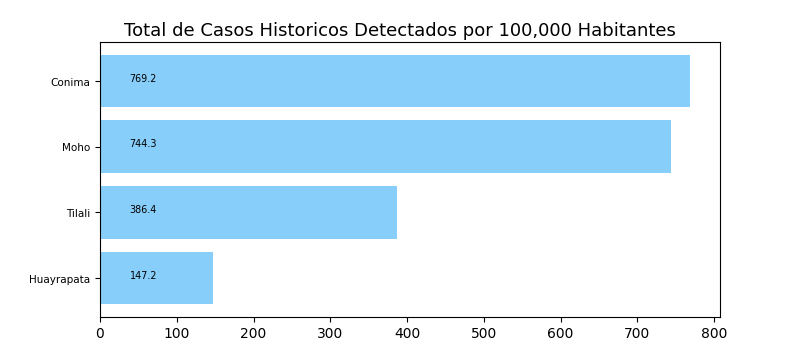 Total de Casos Historicos Detectados por 100,000 Habitantes
Conima
769.2
Moho
744.3
Tilali
386.4
Huayrapata
147.2
0 100 200 300 400 500 600 700 800